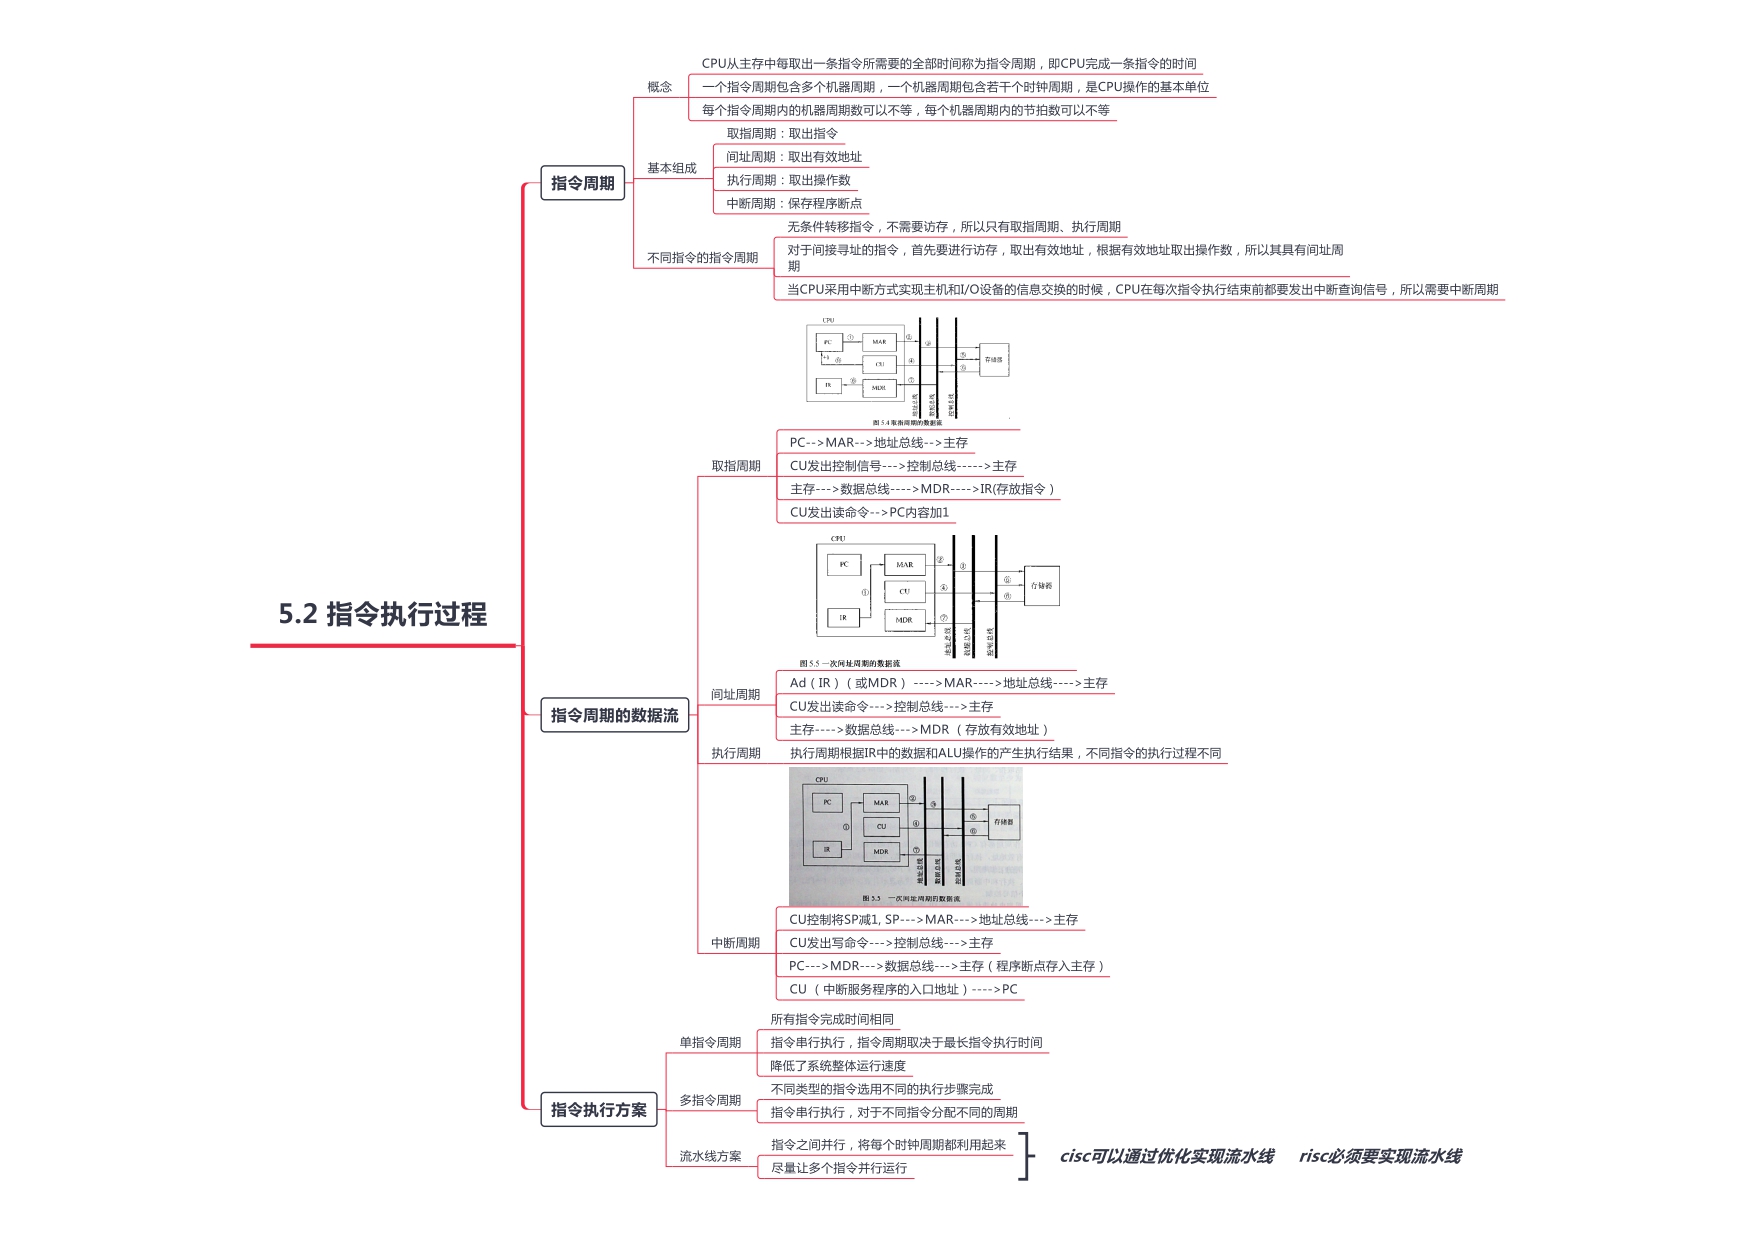 CPU从主存中每取出一条指令所需要的全部时间称为指令周期，即CPU完成一条指令的时间
概念
一个指令周期包含多个机器周期，一个机器周期包含若干个时钟周期，是CPU操作的基本单位
每个指令周期内的机器周期数可以不等，每个机器周期内的节拍数可以不等
取指周期：取出指令
间址周期：取出有效地址
基本组成
指令周期
执行周期：取出操作数
中断周期：保存程序断点
无条件转移指令，不需要访存，所以只有取指周期、执行周期
对于间接寻址的指令，首先要进行访存，取出有效地址，根据有效地址取出操作数，所以其具有间址周
期
不同指令的指令周期
当CPU采用中断方式实现主机和I/O设备的信息交换的时候，CPU在每次指令执行结束前都要发出中断查询信号，所以需要中断周期
CPU
PC
①
MAR
②
③
+1
⑧
CU
④
⑤
⑥
存储器
IR
⑧
MDR
⑦
地址总线
数据总线
控制总线
图 5.4 取指周期的数据流
PC-->MAR-->地址总线-->主存
取指周期
CU发出控制信号--->控制总线----->主存
主存--->数据总线---->MDR---->IR(存放指令）
CU发出读命令-->PC内容加1
CPU
PC
MAR
②
③
①
CU
④
⑤
⑥
存储器
IR
MDR
⑦
地址总线
数据总线
控制总线
图 5.5 一次间址周期的数据流
5.2 指令执行过程
指令周期的数据流
间址周期
Ad（IR）（或MDR）---->MAR---->地址总线---->主存
CU发出读命令--->控制总线--->主存
主存---->数据总线--->MDR（存放有效地址）
执行周期
执行周期根据IR中的数据和ALU操作的产生执行结果，不同指令的执行过程不同
CPU
PC
MAR
②
③
①
CU
④
⑤
⑥
存储器
IR
MDR
⑦
地址总线
数据总线
控制总线
图 5.5 一次间址周期的数据流
CU控制将SP减1, SP--->MAR--->地址总线--->主存
中断周期
CU发出写命令--->控制总线--->主存
PC--->MDR--->数据总线--->主存（程序断点存入主存）
CU（中断服务程序的入口地址）---->PC
所有指令完成时间相同
单指令周期
指令串行执行，指令周期取决于最长指令执行时间
降低了系统整体运行速度
指令执行方案
不同类型的指令选用不同的执行步骤完成
多指令周期
指令串行执行，对于不同指令分配不同的周期
指令之间并行，将每个时钟周期都利用起来
流水线方案
尽量让多个指令并行运行
cisc可以通过优化实现流水线 risc必须要实现流水线